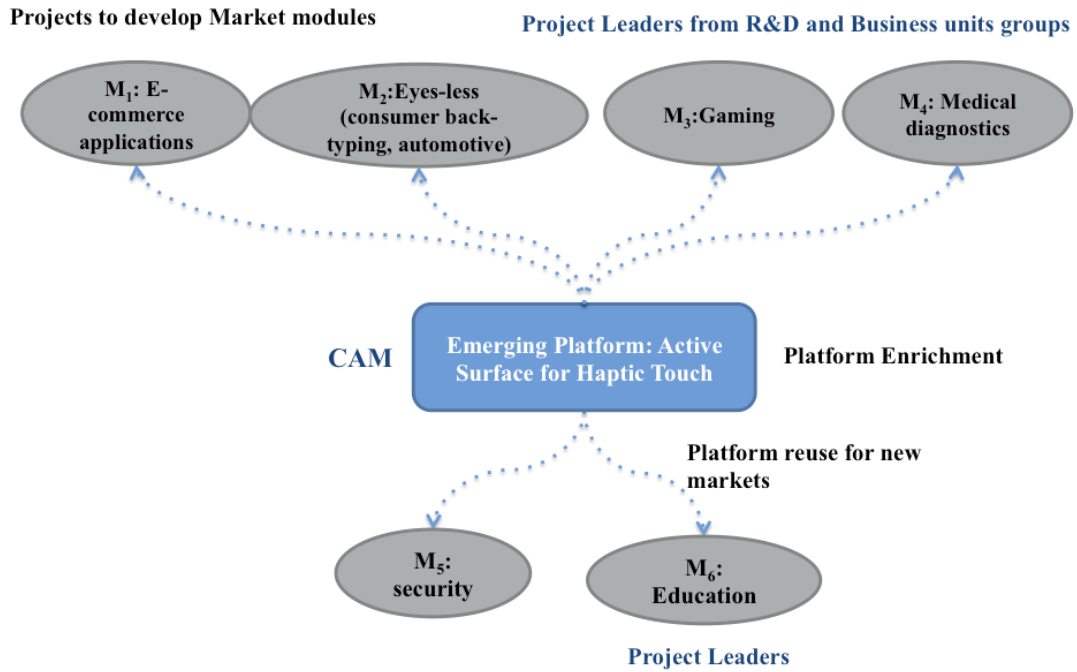 Projects to develop Market modules
Project Leaders from R&D and Business units groups
M₁: E-
commerce
applications
M₂:Eyes-less
(consumer back-
typing, automotive)
M₃:Gaming
M₄: Medical
diagnostics
CAM
Emerging Platform: Active
Surface for Haptic Touch
Platform Enrichment
Platform reuse for new
markets
M₅:
security
M₆:
Education
Project Leaders